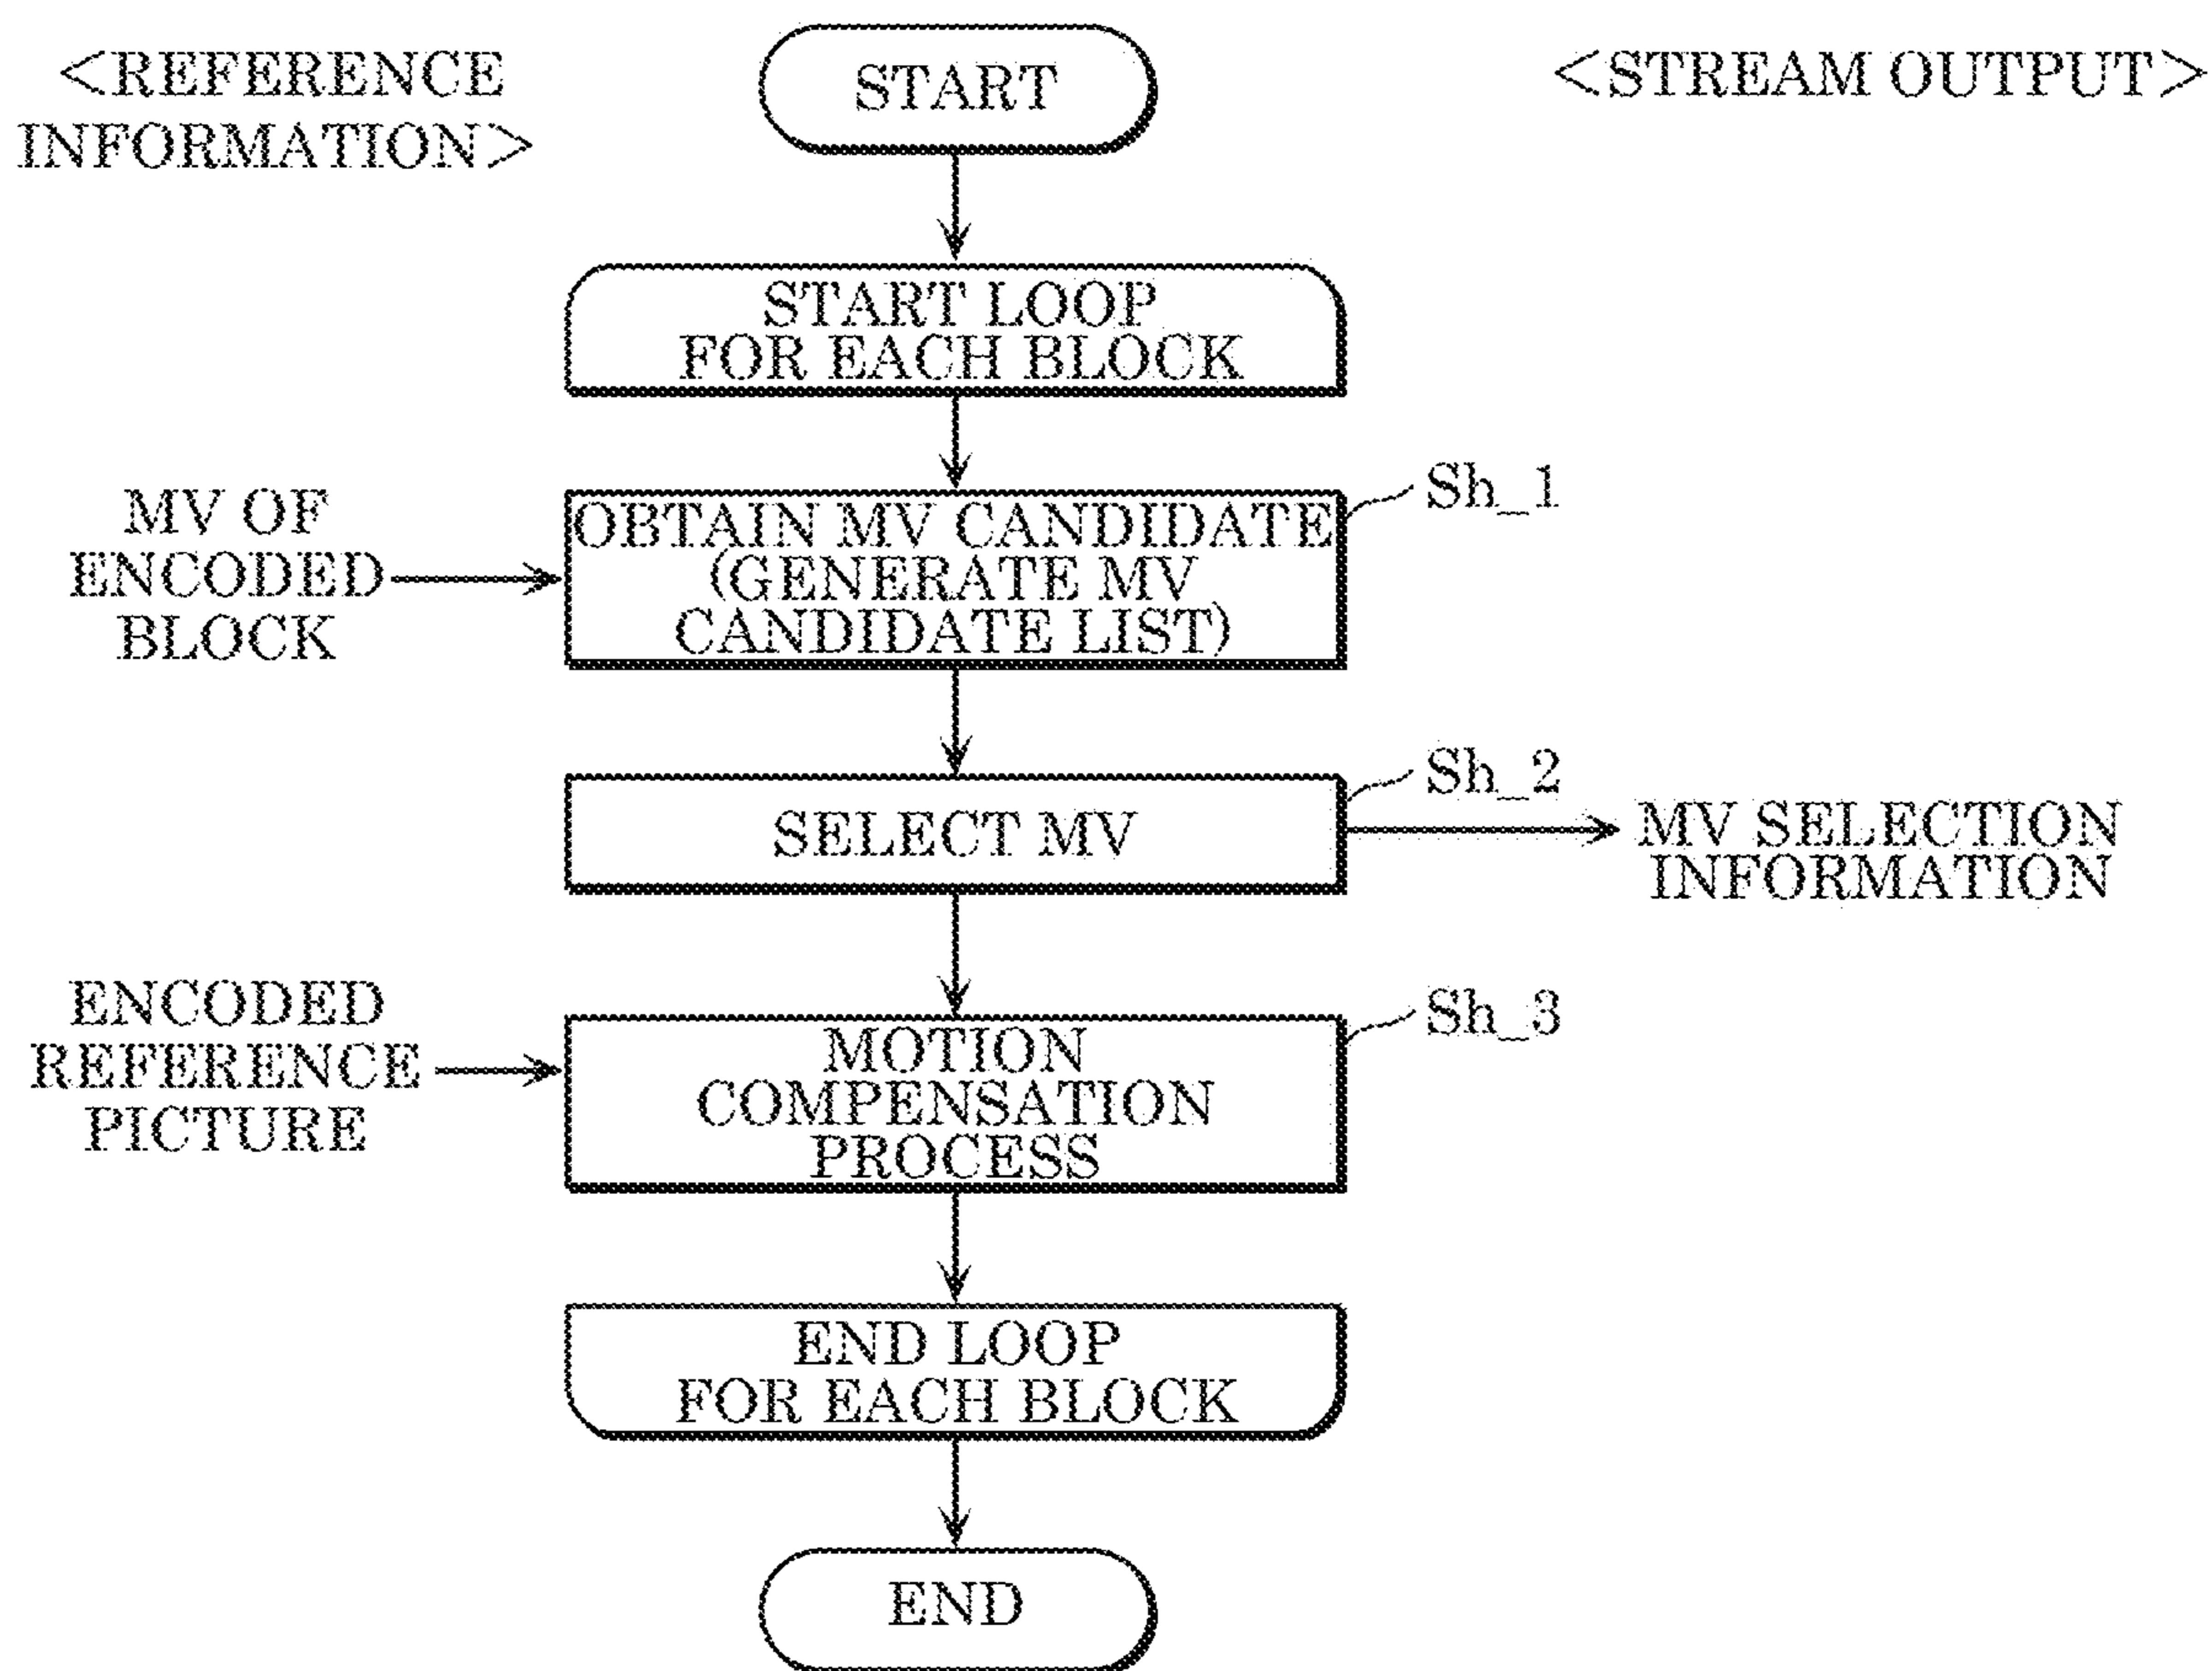 <REFERENCE
INFORMATION>
START
<STREAM OUTPUT>
START LOOP
FOR EACH BLOCK
MV OF
ENCODED
BLOCK
OBTAIN MV CANDIDATE
(GENERATE MV
CANDIDATE LIST)
Sh_1
SELECT MV
Sh_2
MV SELECTION
INFORMATION
ENCODED
REFERENCE
PICTURE
MOTION
COMPENSATION
PROCESS
Sh_3
END LOOP
FOR EACH BLOCK
END